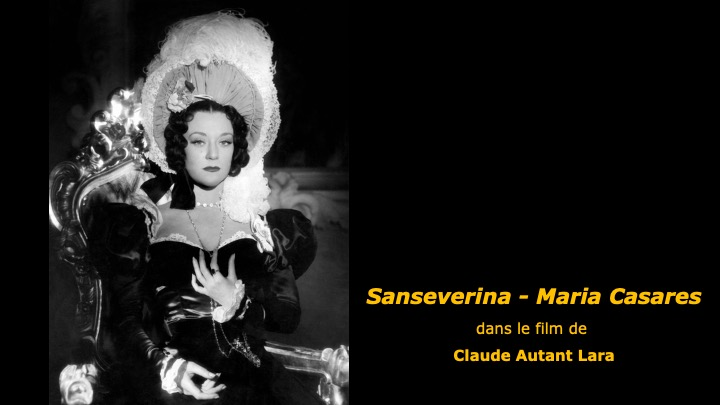 Sanseverina - Maria Casares
dans le film de
Claude Autant Lara